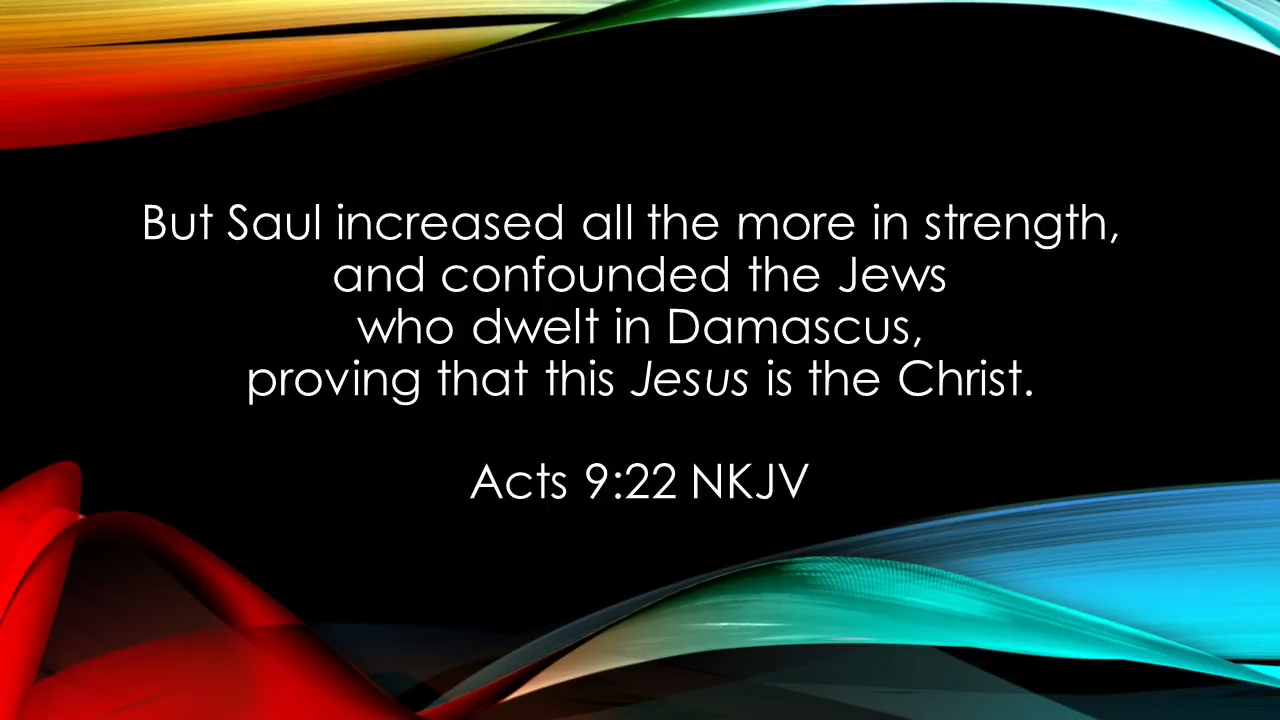 But Saul increased all the more in strength,
and confounded the Jews
who dwelt in Damascus,
proving that this Jesus is the Christ.
Acts 9:22 NKJV